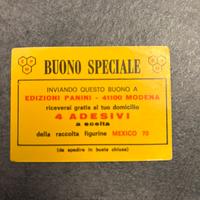 BUONO SPECIALE
INVIANDO QUESTO BUONO A
EDIZIONI PANINI - 41100 MODENA
riceverai gratis al tuo domicilio
4 ADESIVI
a scelta
della raccolta figurine MEXICO 70
(da spedire in busta chiusa)